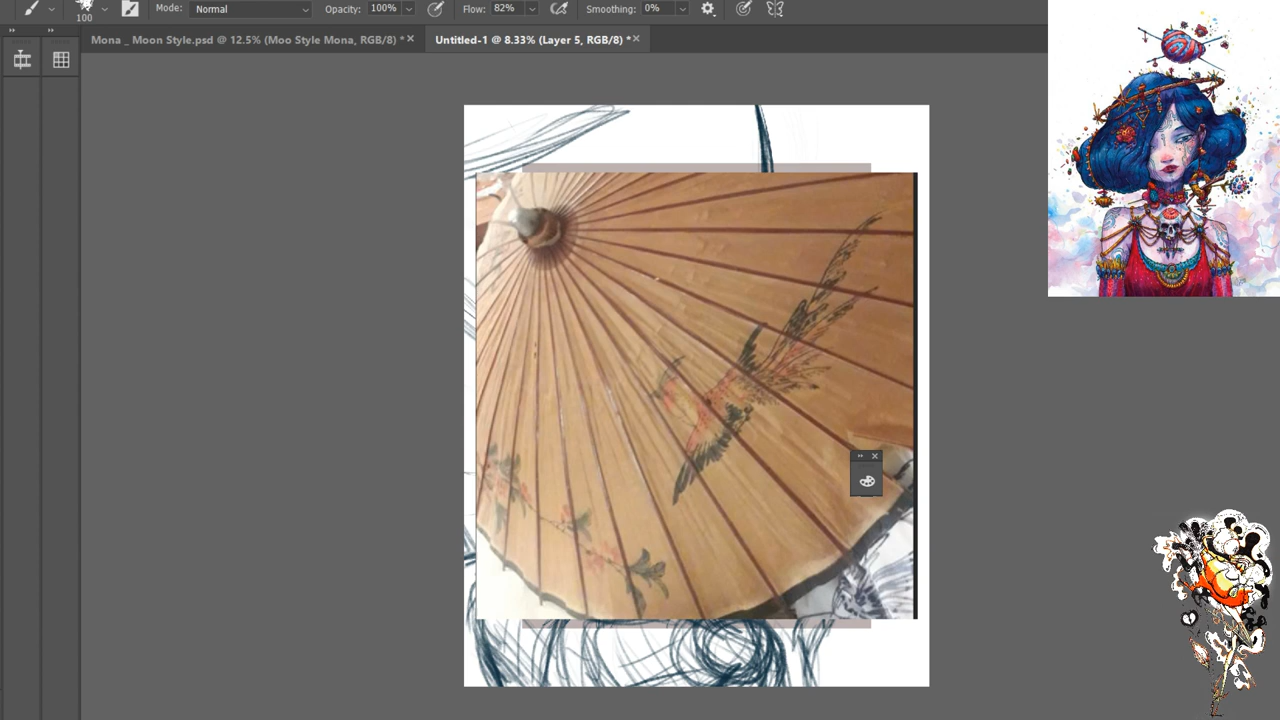 Mode: Normal Opacity: 100% Flow: 82% Smoothing: 0%
100
Mona _ Moon Style.psd @ 12.5% (Moo Style Mona, RGB/8) * Untitled-1 @ 8.33% (Layer 5, RGB/8) *